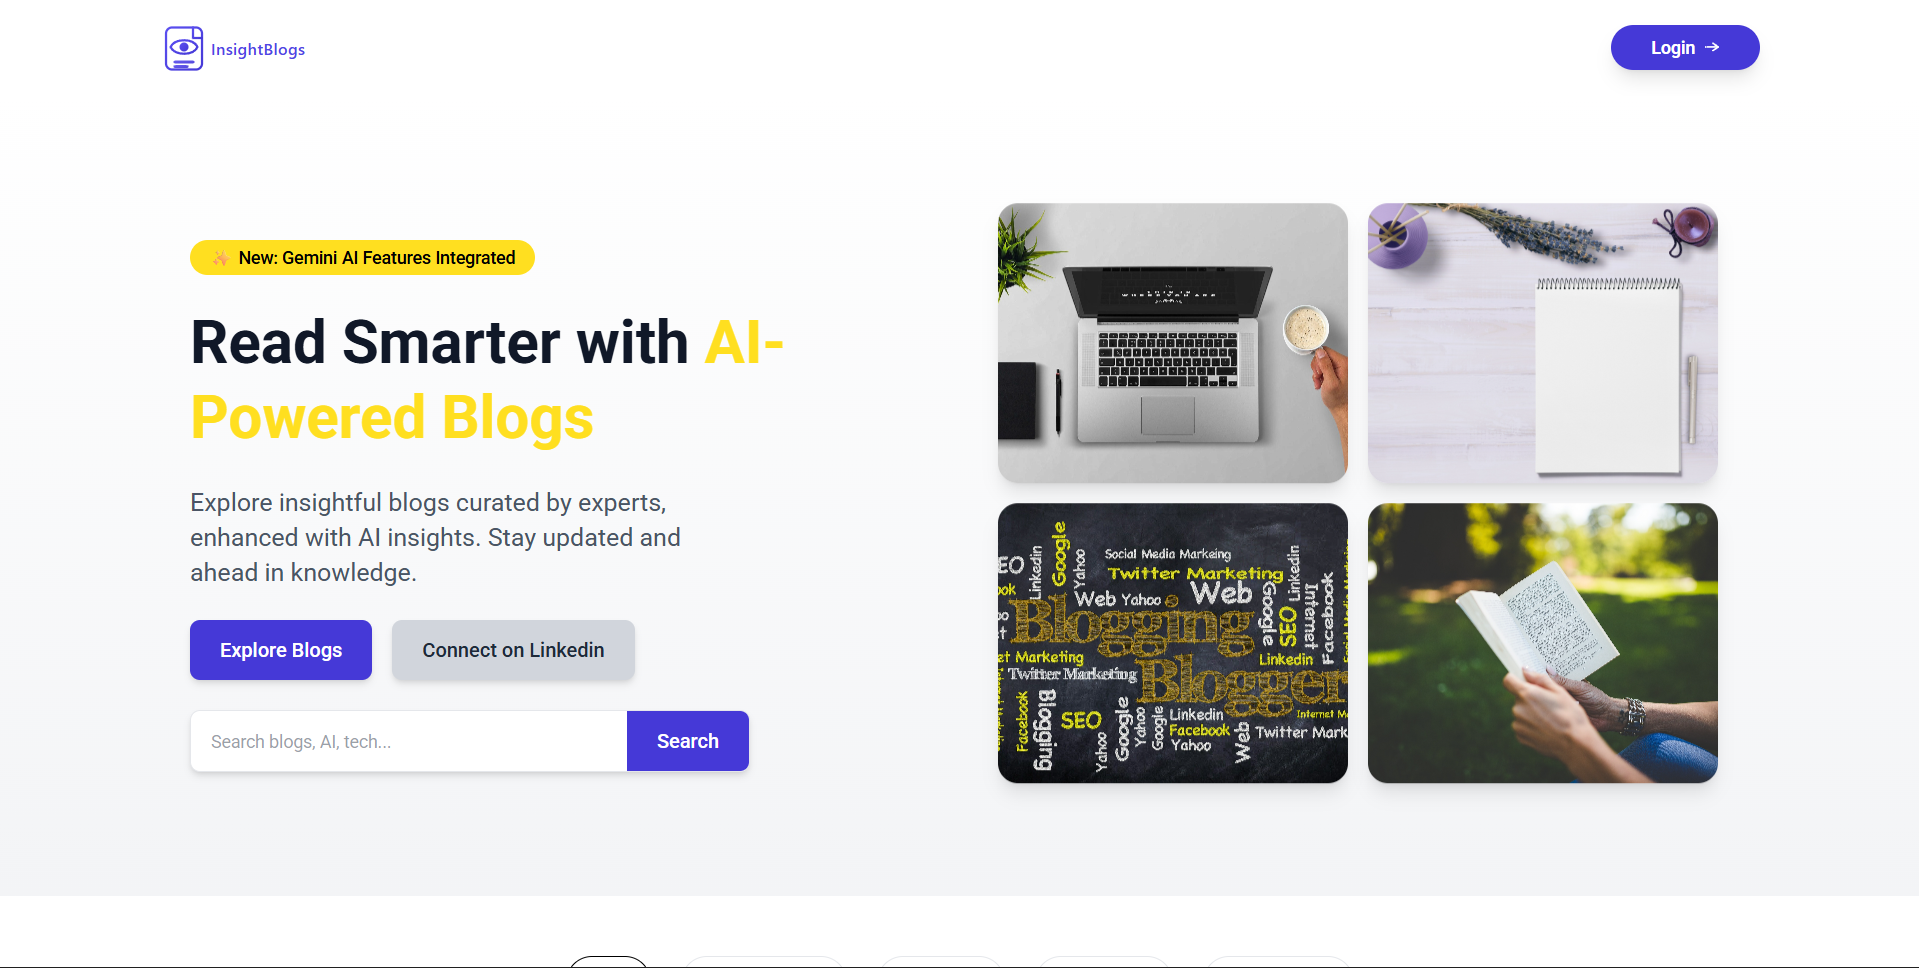 InsightBlogs
Login →
✨ New: Gemini AI Features Integrated
Read Smarter with AI-
Powered Blogs
Explore insightful blogs curated by experts,
enhanced with AI insights. Stay updated and
ahead in knowledge.
Explore Blogs
Connect on Linkedin
Search blogs, AI, tech...
Search
SEO
Linkedin
Google
Yahoo
Social Media Markeing
Twitter Marketing
Linkedin
Web
Yahoo
Web
Google
SEO
Internet
Facebook
Blogging
et Marketing
Linkedin
Twitter Marketing
Blogger
Facebook
Blogging
SEO
Google
Yahoo
Yahoo
Google
Linkedin
Facebook
Yahoo
Web
Internet M
Twitter Mark